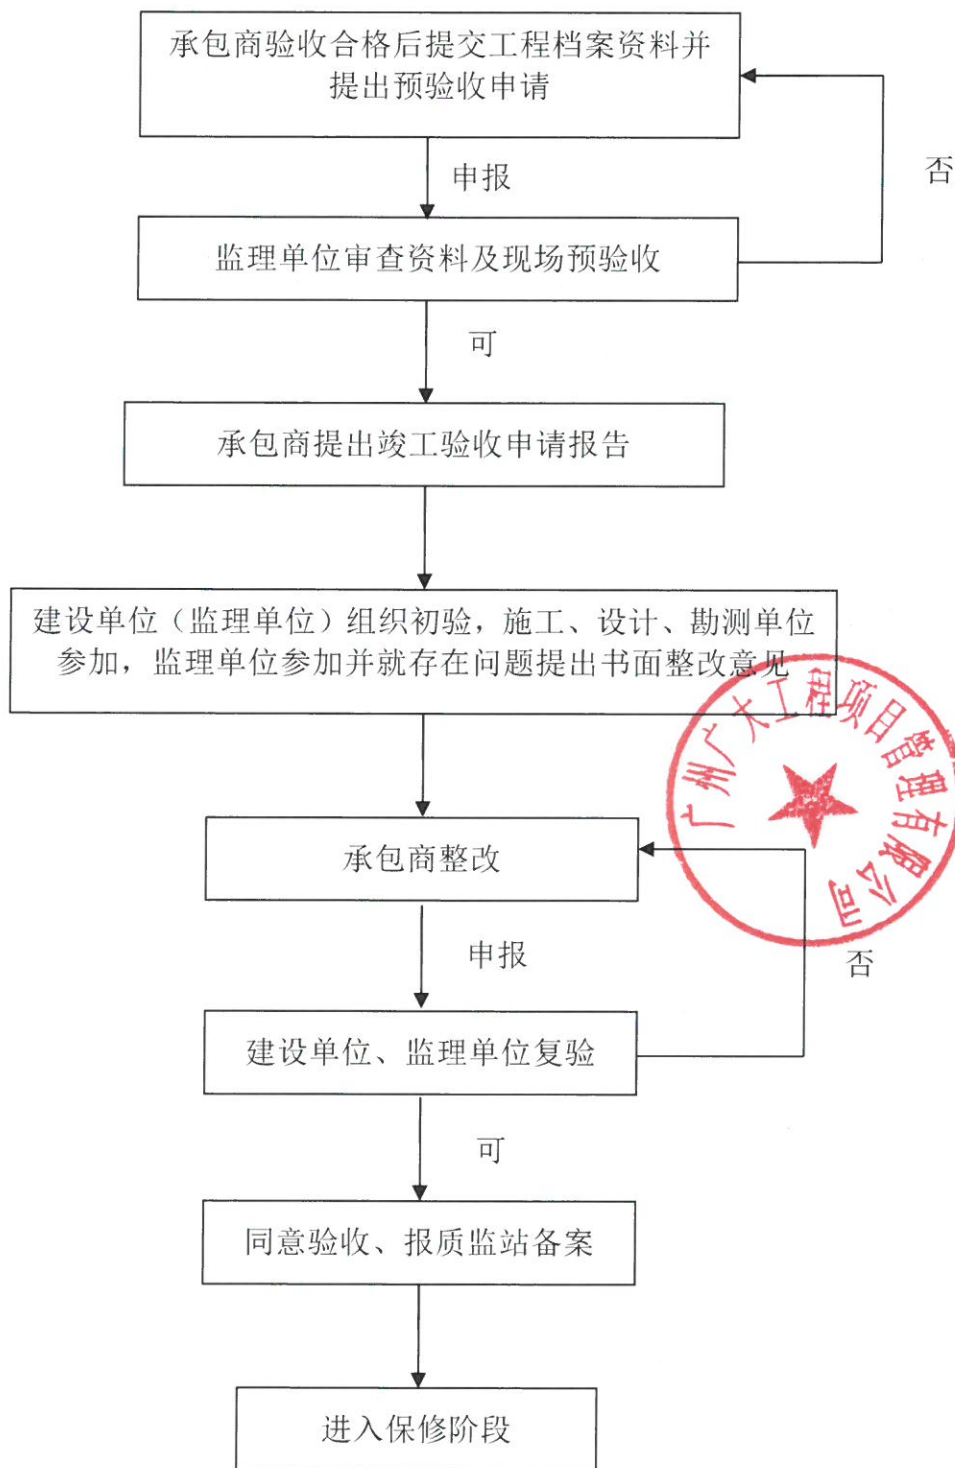 承包商验收合格后提交工程档案资料并
提出预验收申请
申报
否
监理单位审查资料及现场预验收
可
承包商提出竣工验收申请报告
建设单位（监理单位）组织初验，施工、设计、勘测单位
参加，监理单位参加并就存在问题提出书面整改意见
广州广大工程项目管理有限公司
承包商整改
申报
否
建设单位、监理单位复验
可
同意验收、报质监站备案
进入保修阶段